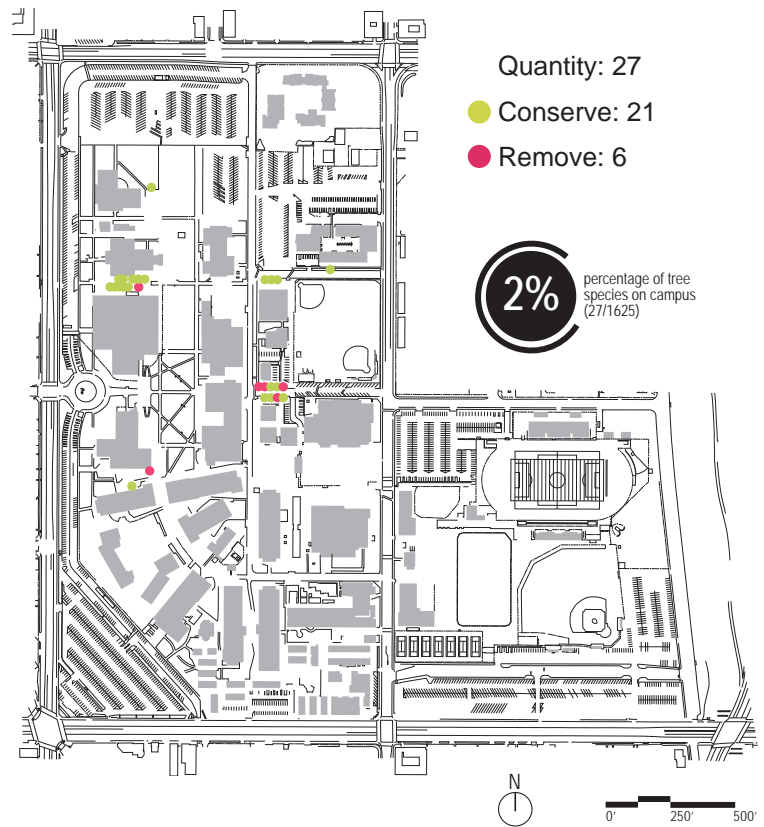 Quantity: 27
Conserve: 21
Remove: 6
2%
percentage of tree
species on campus
(27/1625)
N
0' 250' 500'